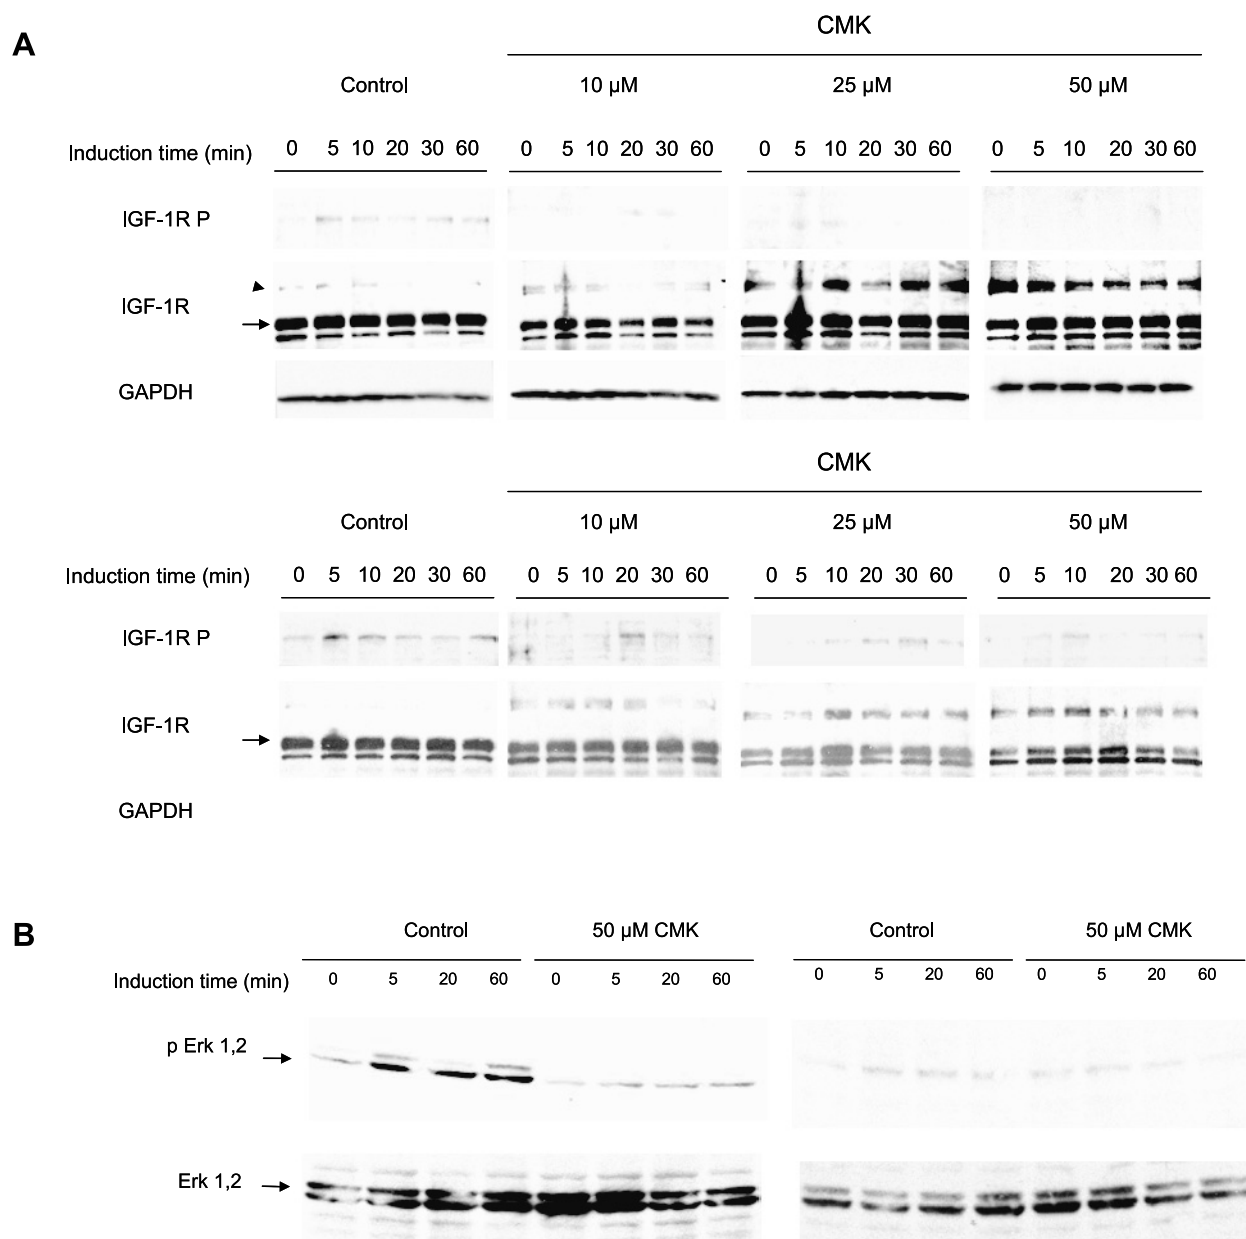 A
CMK
Control 10 µM 25 µM 50 µM
Induction time (min) 0 5 10 20 30 60 0 5 10 20 30 60 0 5 10 20 30 60 0 5 10 20 30 60
IGF-1R P
IGF-1R
GAPDH
CMK
Control 10 µM 25 µM 50 µM
Induction time (min) 0 5 10 20 30 60 0 5 10 20 30 60 0 5 10 20 30 60 0 5 10 20 30 60
IGF-1R P
IGF-1R
GAPDH
B
Control 50 µM CMK Control 50 µM CMK
Induction time (min) 0 5 20 60 0 5 20 60 0 5 20 60 0 5 20 60
p Erk 1,2
Erk 1,2